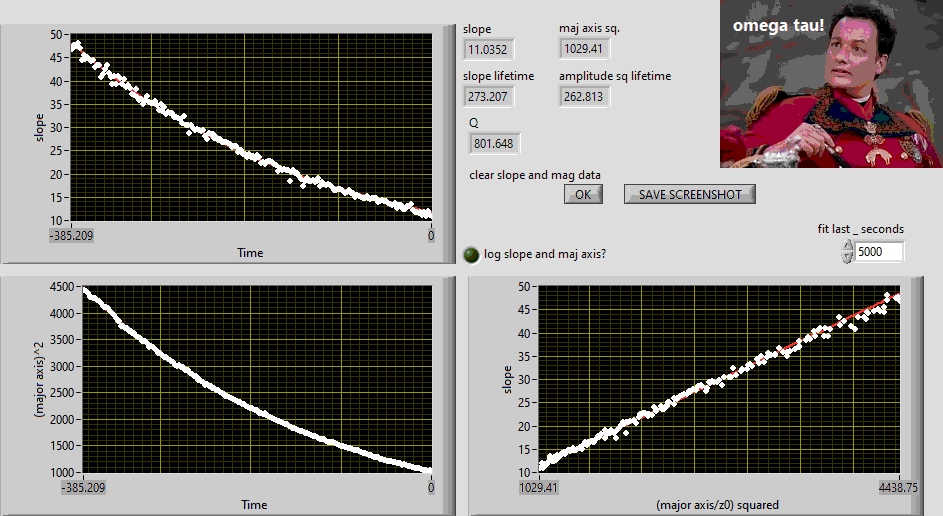 omega tau!
slope
maj axis sq.
11.0352
1029.41
slope lifetime
amplitude sq lifetime
273.207
262.813
Q
801.648
clear slope and mag data
OK
SAVE SCREENSHOT
fit last _ seconds
5000
log slope and maj axis?
50
45
40
35
30
25
20
15
10
slope
-385.209
0
Time
4500
4000
3500
3000
2500
2000
1500
1000
(major axis)^2
-385.209
0
Time
50
45
40
35
30
25
20
15
10
slope
1029.41
4438.75
(major axis/z0) squared